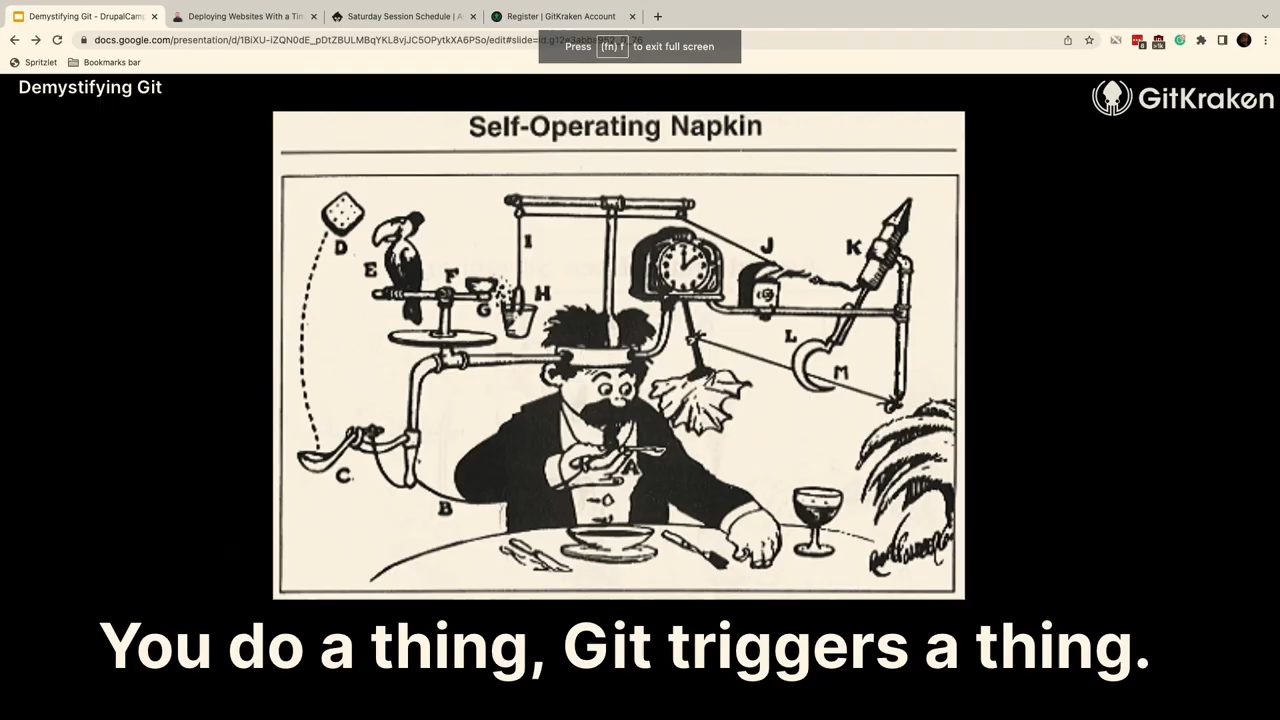 Demystifying Git - DrupalCam
Deploying Websites With a Tin
Saturday Session Schedule | A
Register | GitKraken Account
docs.google.com/presentation/d/1BiXU-iZQN0dE_pDtZBULMBqYKL8vjJC5OPytkXA6PSo/edit#slide=id.g12e3abbs952_0_76
Press (fn) f to exit full screen
Spritzlet
Bookmarks bar
Demystifying Git
GitKraken
Self-Operating Napkin
D
E
F
G
H
I
J
K
L
M
A
B
C
You do a thing, Git triggers a thing.